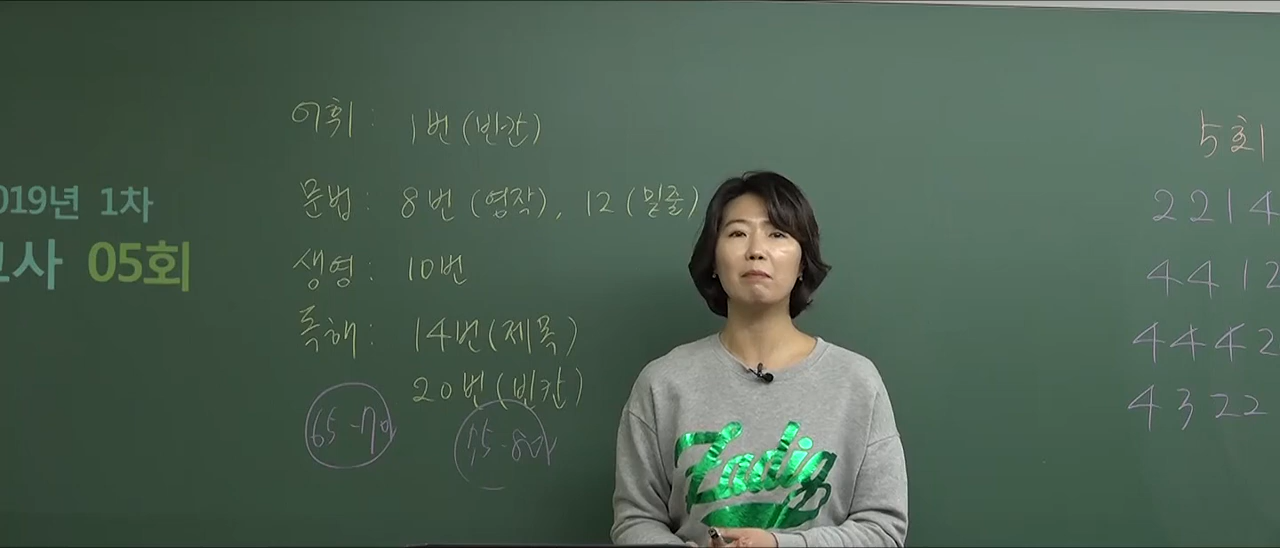 019년 1차
사 05회
어휘 : 1번 (빈칸)
문법 : 8번 (영작), 12 (밑줄)
생영 : 10번
독해 : 14번 (제목)
20번 (빈칸)
65-70
75-80
Zadig
5회
2214
4412
4442
4322